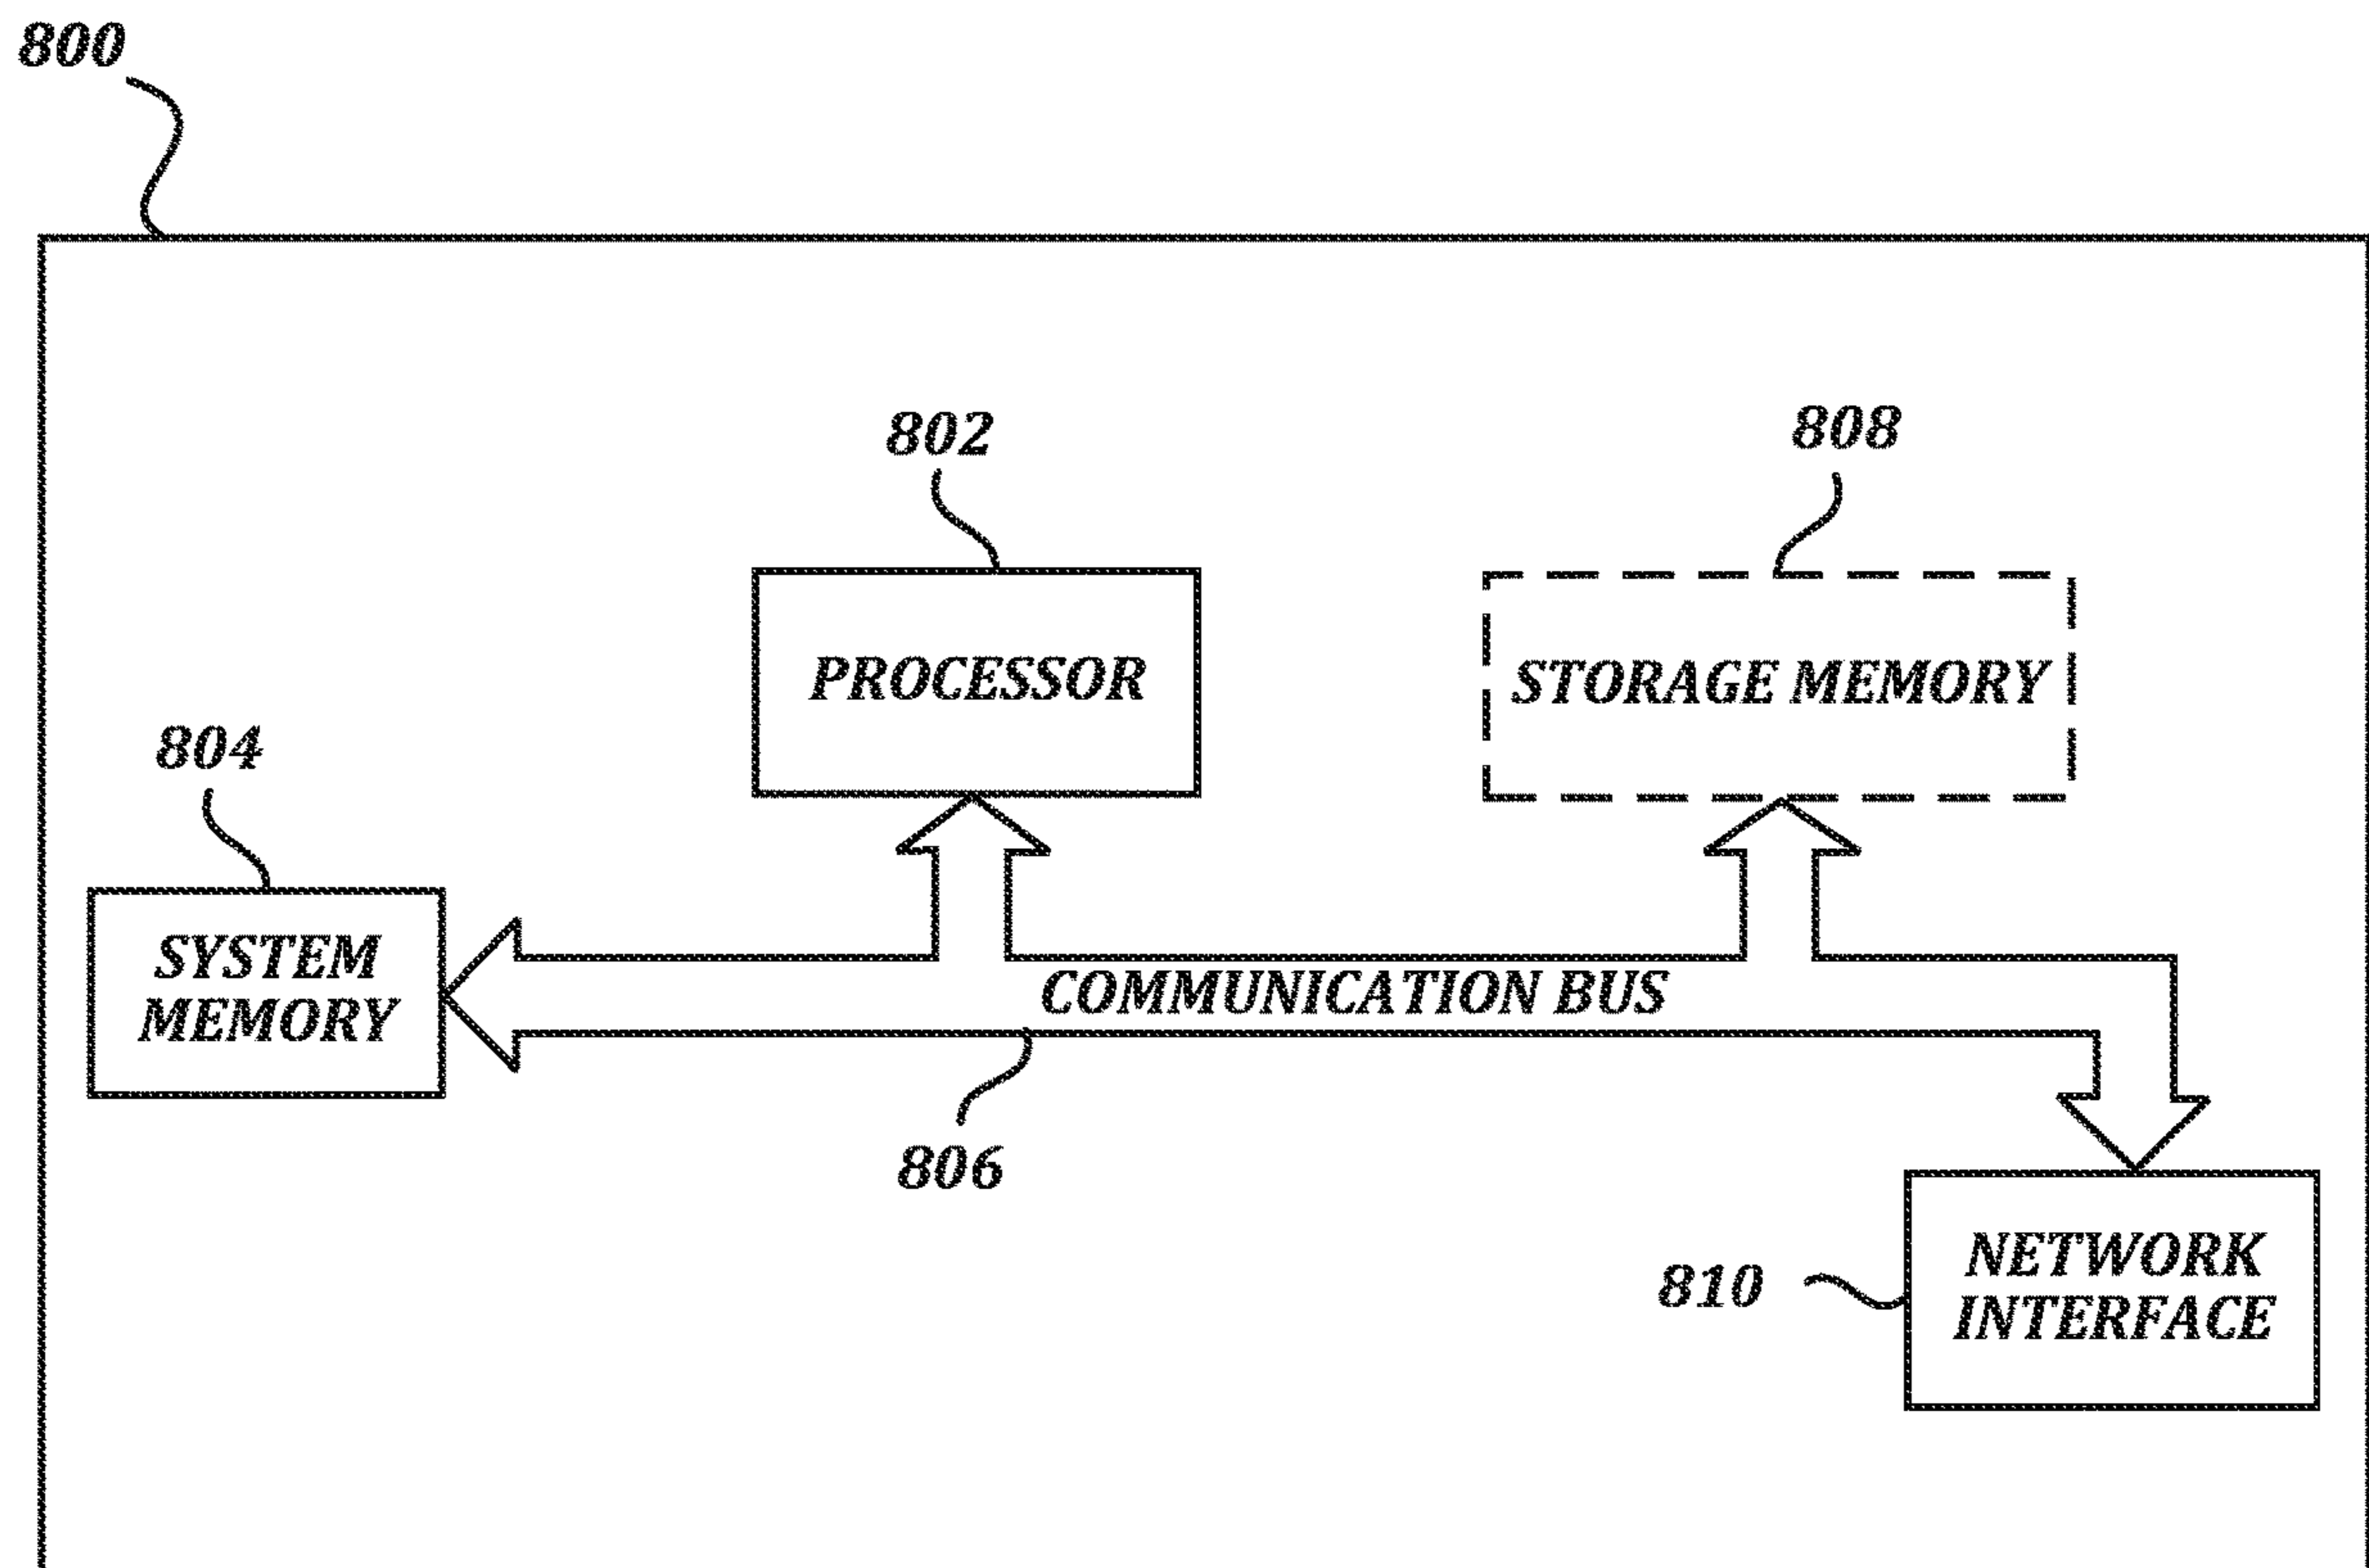 800
802
808
PROCESSOR
STORAGE MEMORY
804
SYSTEM
MEMORY
COMMUNICATION BUS
806
810
NETWORK
INTERFACE